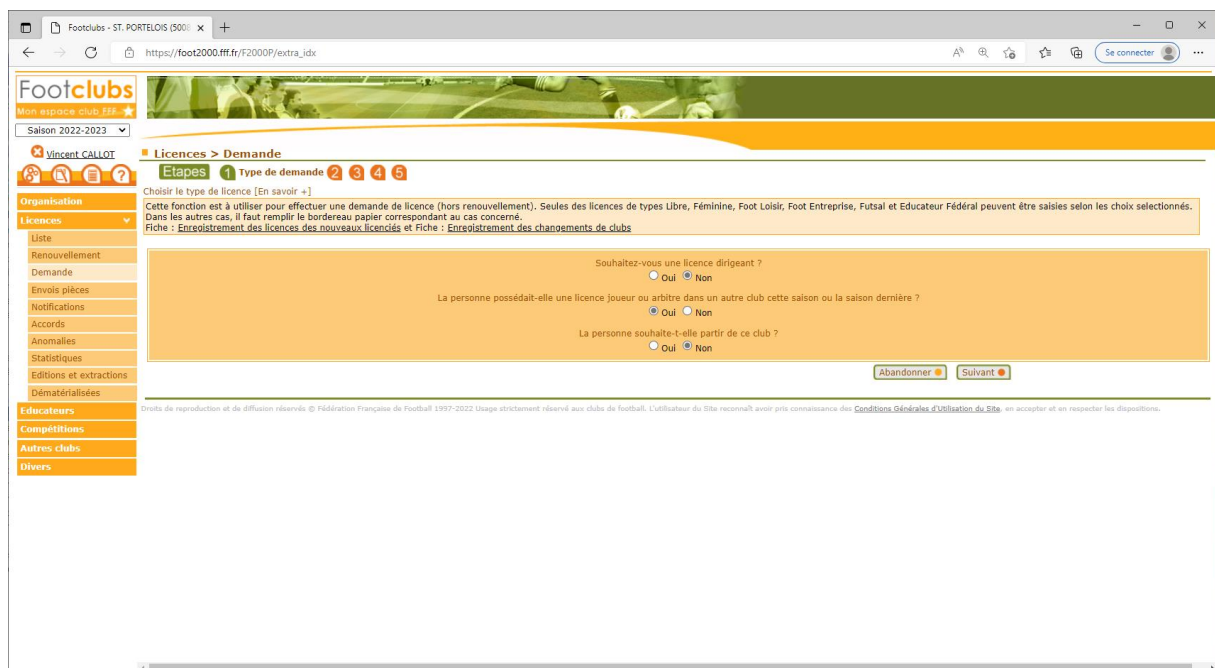 Footclubs - ST. PORTELOIS (500
https://foot2000.fff.fr/F2000P/extra_idx
Se connecter
Footclubs
Mon espace club FFF
Saison 2022-2023
Vincent CALLOT
Organisation
Licences
Liste
Renouvellement
Demande
Envois pièces
Notifications
Accords
Anomalies
Statistiques
Editions et extractions
Dématérialisées
Educateurs
Compétitions
Autres clubs
Divers
Licences > Demande
Etapes 1 Type de demande 2 3 4 5
Choisir le type de licence [En savoir +]
Cette fonction est à utiliser pour effectuer une demande de licence (hors renouvellement). Seules des licences de types Libre, Féminine, Foot Loisir, Foot Entreprise, Futsal et Educateur Fédéral peuvent être saisies selon les choix selectionnés.
Dans les autres cas, il faut remplir le bordereau papier correspondant au cas concerné.
Fiche : Enregistrement des licences des nouveaux licenciés et Fiche : Enregistrement des changements de clubs
Souhaitez-vous une licence dirigeant ?
Oui Non
La personne possédait-elle une licence joueur ou arbitre dans un autre club cette saison ou la saison dernière ?
Oui Non
La personne souhaite-t-elle partir de ce club ?
Oui Non
Abandonner Suivant
Droits de reproduction et de diffusion réservés © Fédération Française de Football 1997-2022 Usage strictement réservé aux clubs de football. L'utilisateur du Site reconnaît avoir pris connaissance des Conditions Générales d'Utilisation du Site, en accepter et en respecter les dispositions.